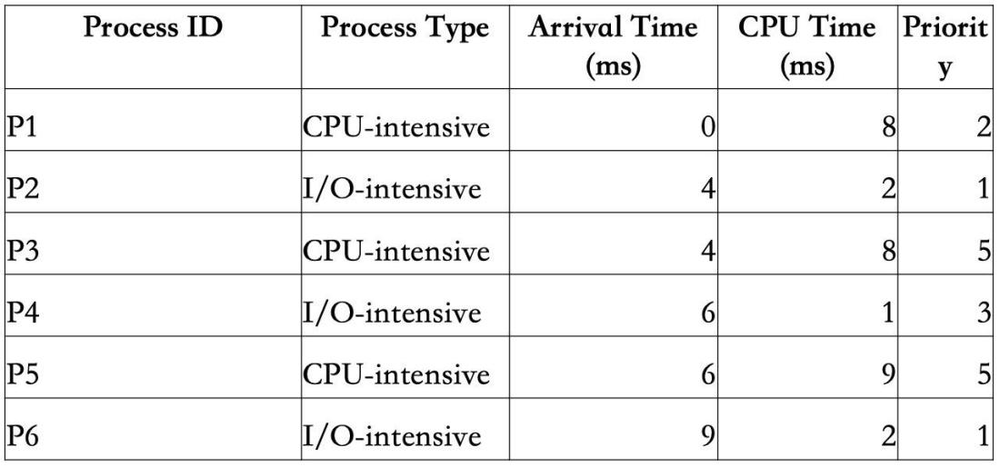 Process ID Process Type Arrival Time CPU Time Priorit
(ms) (ms) y
P1 CPU-intensive 0 8 2
P2 I/O-intensive 4 2 1
P3 CPU-intensive 4 8 5
P4 I/O-intensive 6 1 3
P5 CPU-intensive 6 9 5
P6 I/O-intensive 9 2 1